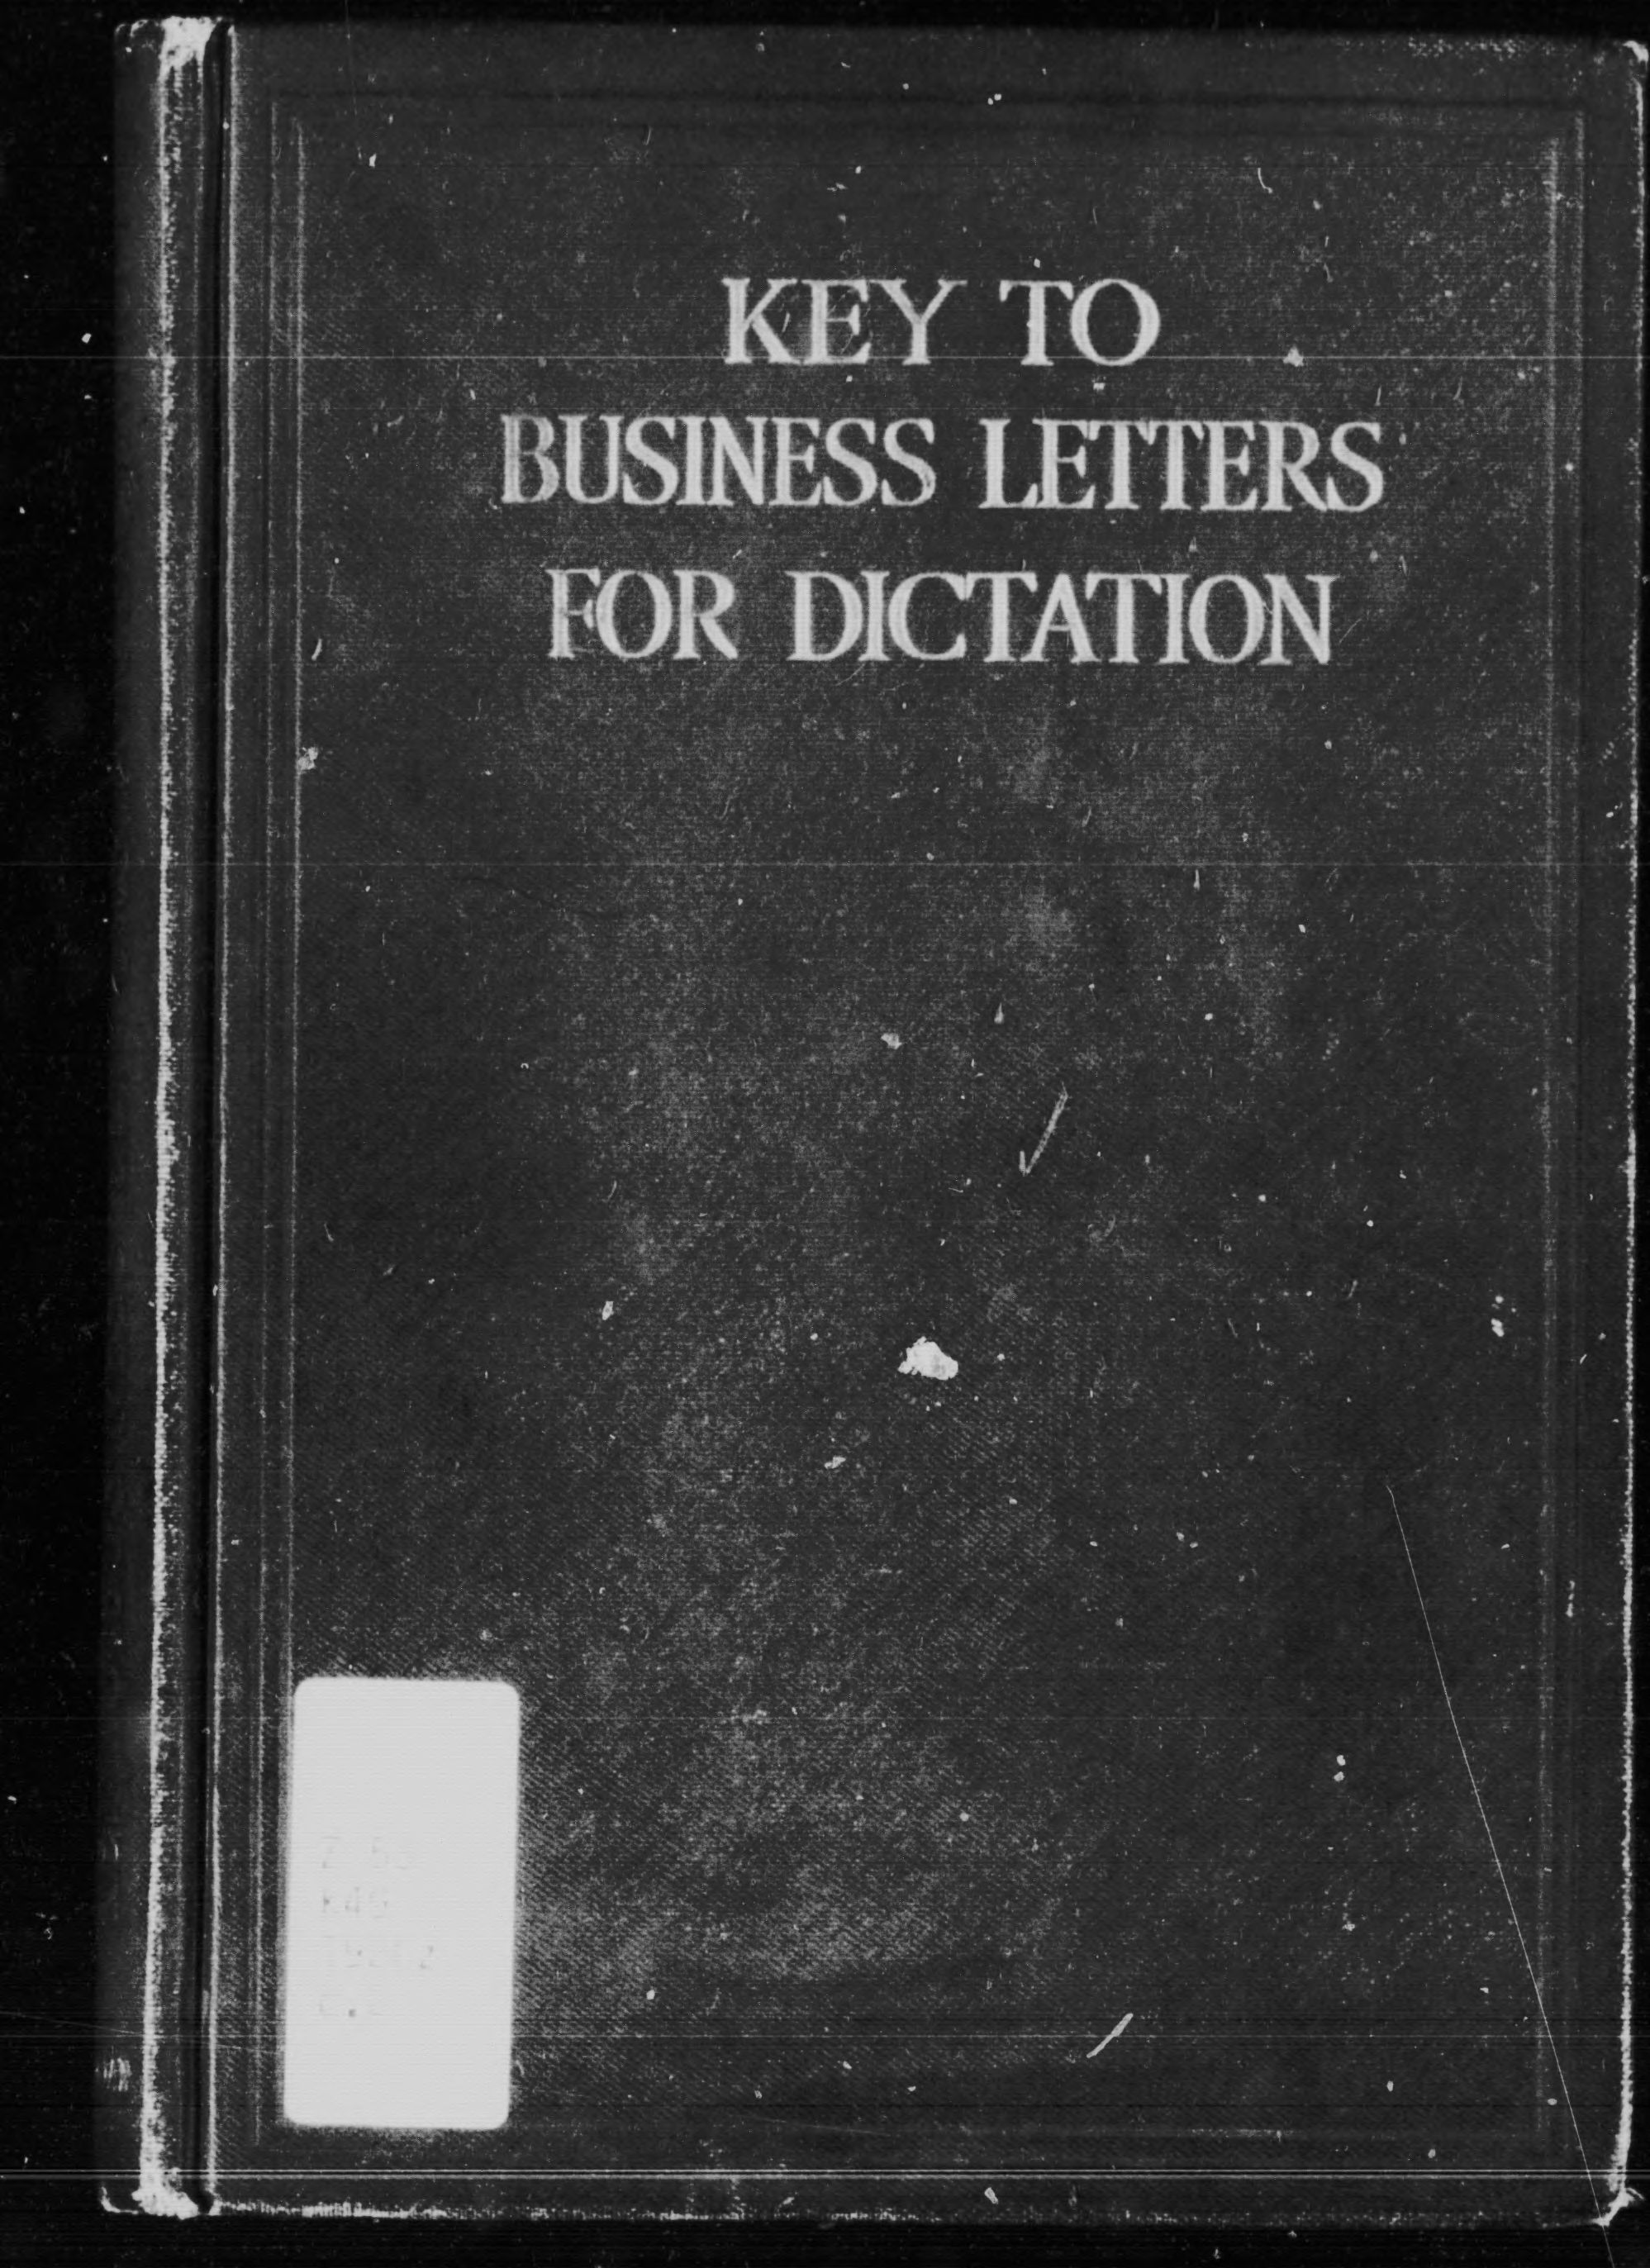 KEY TO
BUSINESS LETTERS
FOR DICTATION